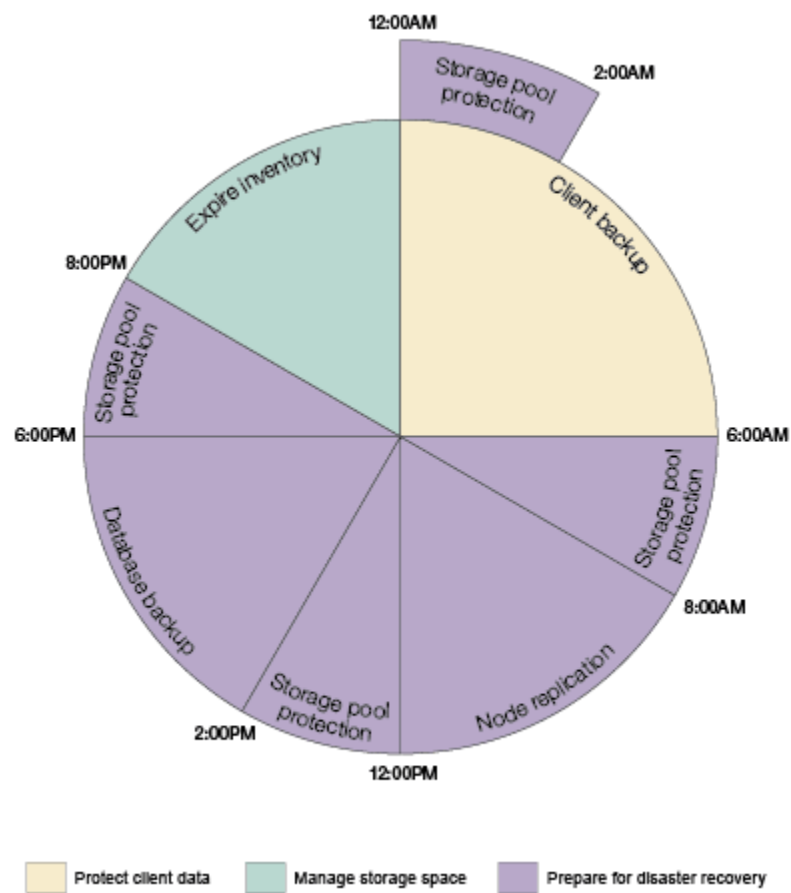 12:00AM
Storage pool
protection
2:00AM
Client backup
6:00AM
Storage pool
protection
8:00AM
Node replication
12:00PM
Storage pool
protection
2:00PM
Database backup
6:00PM
Storage pool
protection
8:00PM
Expire inventory
Protect client data
Manage storage space
Prepare for disaster recovery